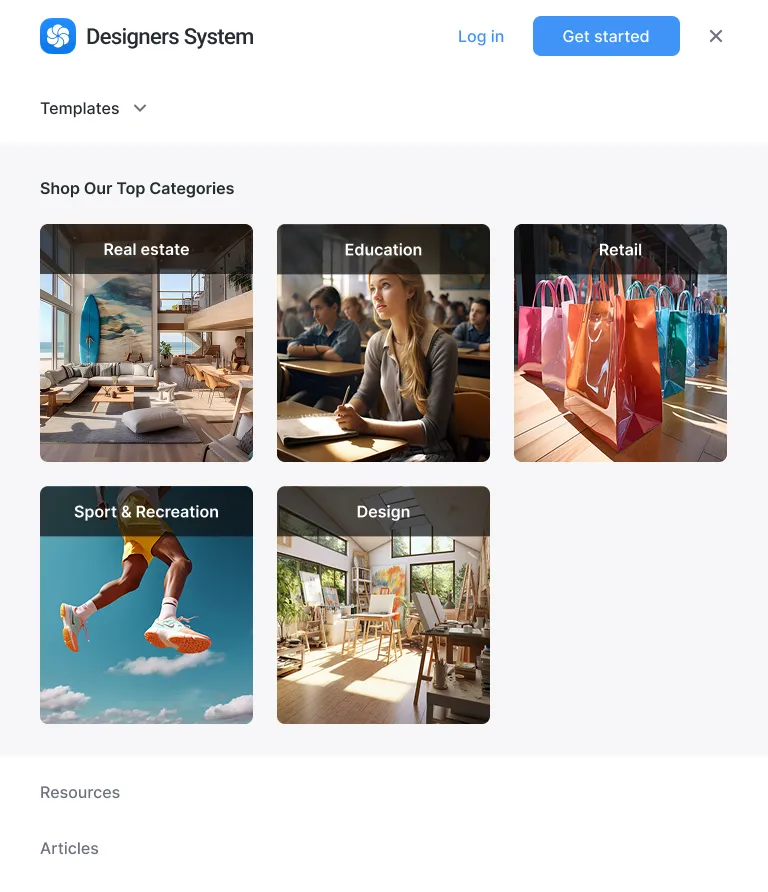 Designers System
Log in
Get started
Templates
Shop Our Top Categories
Real estate
Education
Retail
Sport & Recreation
Design
Resources
Articles